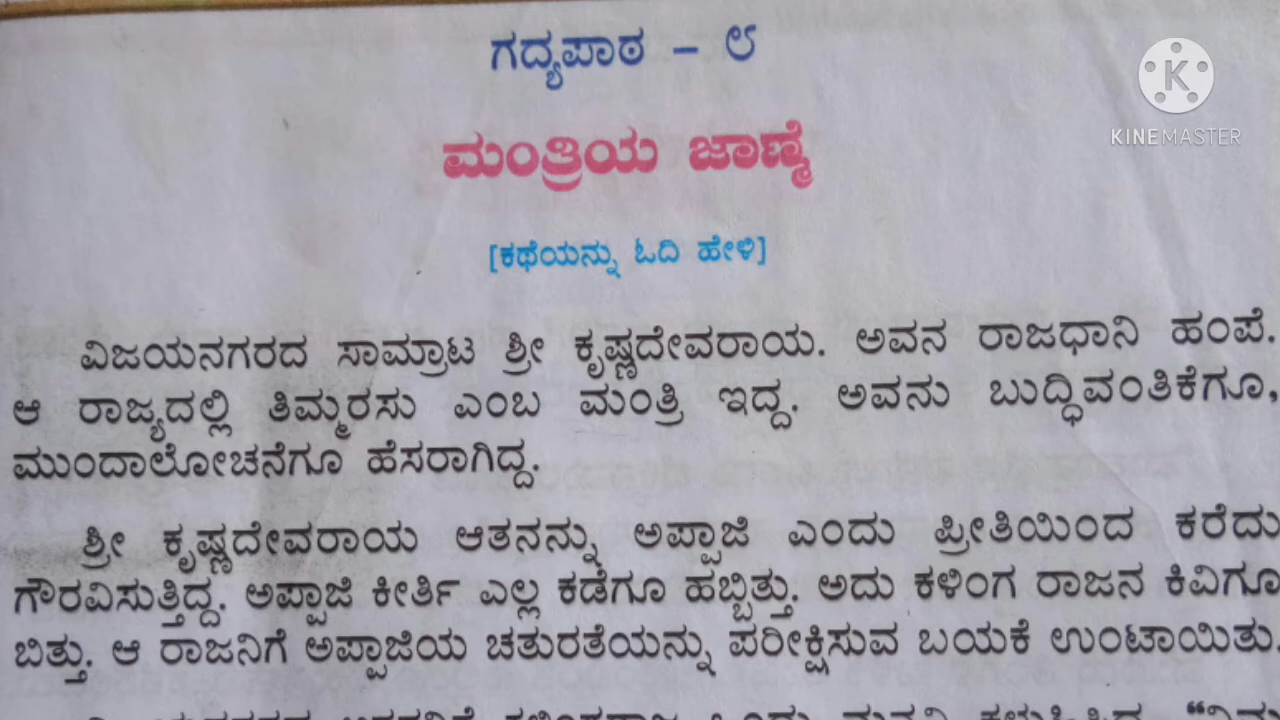 ಗದ್ಯಪಾಠ - ೮
KINEMASTER
ಮಂತ್ರಿಯ ಜಾಣ್ಮೆ
[ಕಥೆಯನ್ನು ಓದಿ ಹೇಳಿ]
ವಿಜಯನಗರದ ಸಾಮ್ರಾಟ ಶ್ರೀ ಕೃಷ್ಣದೇವರಾಯ. ಅವನ ರಾಜಧಾನಿ ಹಂಪೆ.
ಆ ರಾಜ್ಯದಲ್ಲಿ ತಿಮ್ಮರಸು ಎಂಬ ಮಂತ್ರಿ ಇದ್ದ. ಅವನು ಬುದ್ಧಿವಂತಿಕೆಗೂ,
ಮುಂದಾಲೋಚನೆಗೂ ಹೆಸರಾಗಿದ್ದ.
ಶ್ರೀ ಕೃಷ್ಣದೇವರಾಯ ಆತನನ್ನು ಅಪ್ಪಾಜಿ ಎಂದು ಪ್ರೀತಿಯಿಂದ ಕರೆದು
ಗೌರವಿಸುತ್ತಿದ್ದ. ಅಪ್ಪಾಜಿ ಕೀರ್ತಿ ಎಲ್ಲ ಕಡೆಗೂ ಹಬ್ಬಿತ್ತು. ಅದು ಕಳಿಂಗ ರಾಜನ ಕಿವಿಗೂ
ಬಿತ್ತು. ಆ ರಾಜನಿಗೆ ಅಪ್ಪಾಜಿಯ ಚತುರತೆಯನ್ನು ಪರೀಕ್ಷಿಸುವ ಬಯಕೆ ಉಂಟಾಯಿತು.